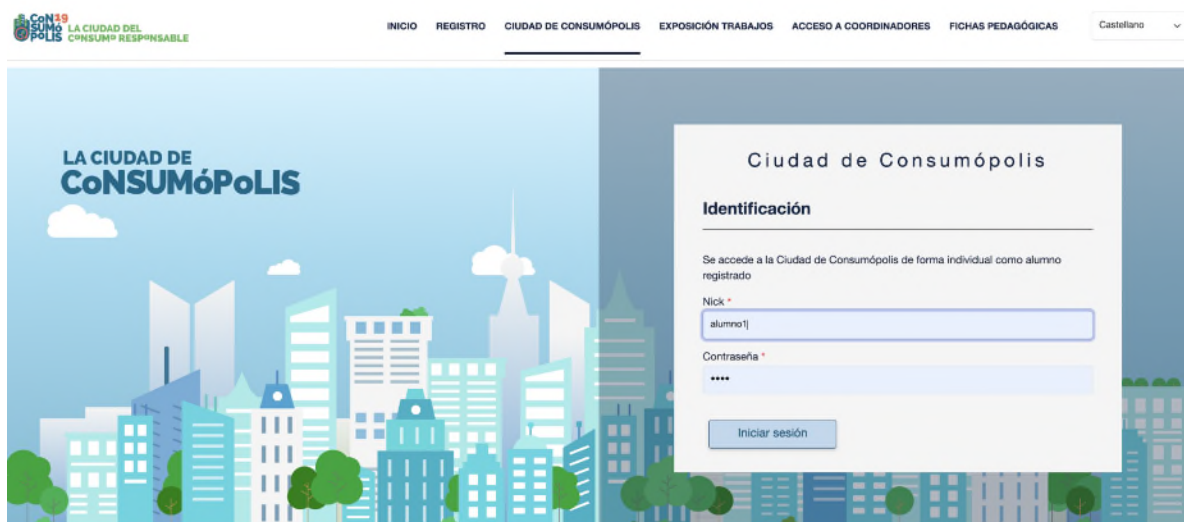 CoN19
SUMó
POLIS
LA CIUDAD DEL
CONSUMO RESPONSABLE
INICIO REGISTRO CIUDAD DE CONSUMÓPOLIS EXPOSICIÓN TRABAJOS ACCESO A COORDINADORES FICHAS PEDAGÓGICAS Castellano
LA CIUDAD DE
CoNSUMóPoLIS
Ciudad de Consumópolis
Identificación
Se accede a la Ciudad de Consumópolis de forma individual como alumno
registrado
Nick *
alumno1
Contraseña *
••••
Iniciar sesión